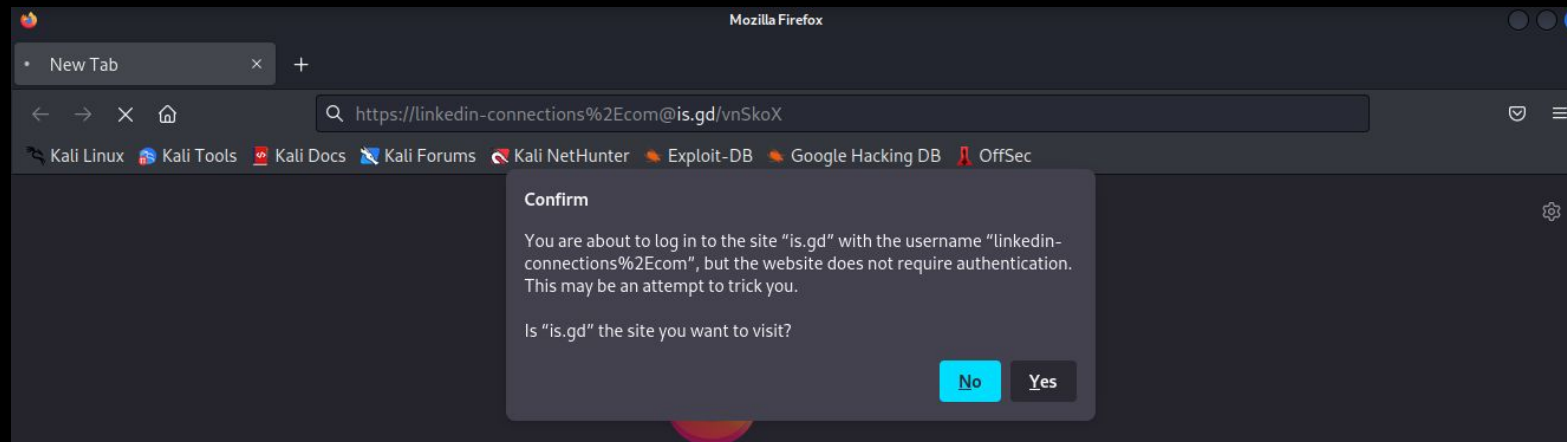 Mozilla Firefox
New Tab
https://linkedin-connections%2Ecom@is.gd/vnSkoX
Kali Linux Kali Tools Kali Docs Kali Forums Kali NetHunter Exploit-DB Google Hacking DB OffSec
Confirm
You are about to log in to the site “is.gd” with the username “linkedin-
connections%2Ecom”, but the website does not require authentication.
This may be an attempt to trick you.
Is “is.gd” the site you want to visit?
No Yes